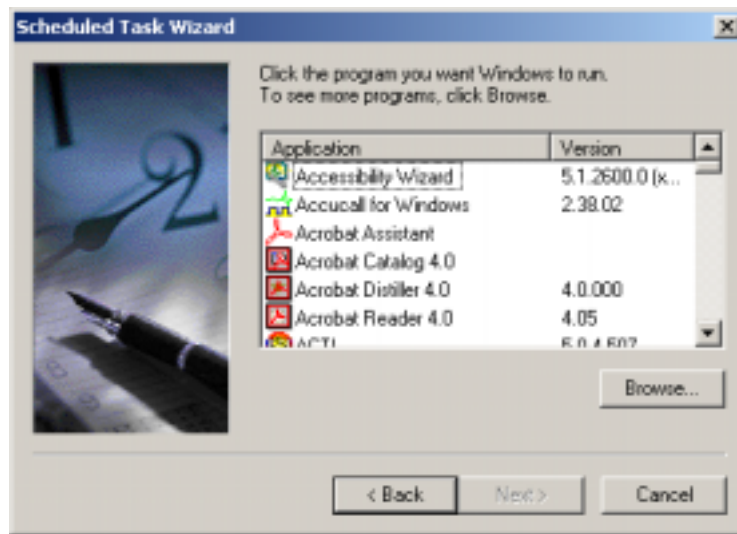 Scheduled Task Wizard
Click the program you want Windows to run.
To see more programs, click Browse.
Application Version
Accessibility Wizard 5.1.2600.0 (x...
Accucall for Windows 2.38.02
Acrobat Assistant
Acrobat Catalog 4.0
Acrobat Distiller 4.0 4.0.000
Acrobat Reader 4.0 4.05
ACT!
Browse...
< Back Next > Cancel